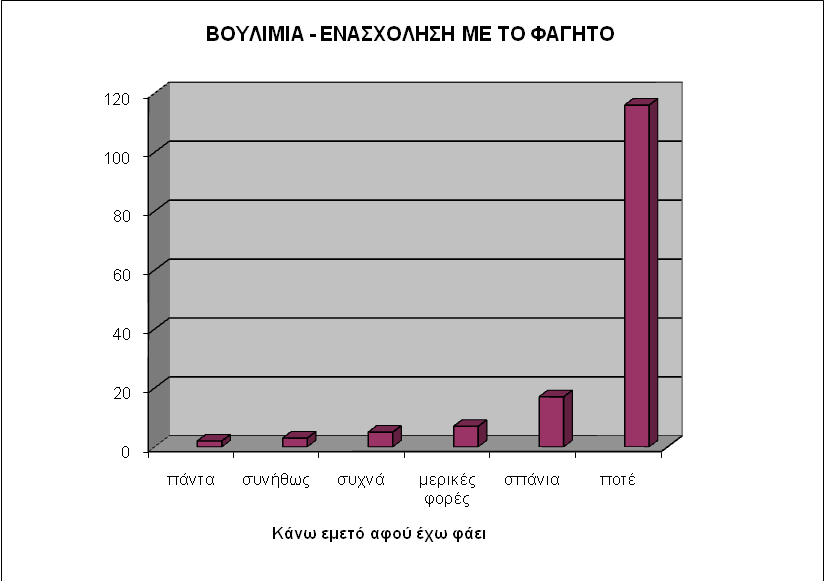 ΒΟΥΛΙΜΙΑ - ΕΝΑΣΧΟΛΗΣΗ ΜΕ ΤΟ ΦΑΓΗΤΟ
120
100
80
60
40
20
0
πάντα συνήθως συχνά μερικές φορές σπάνια ποτέ
Κάνω εμετό αφού έχω φάει